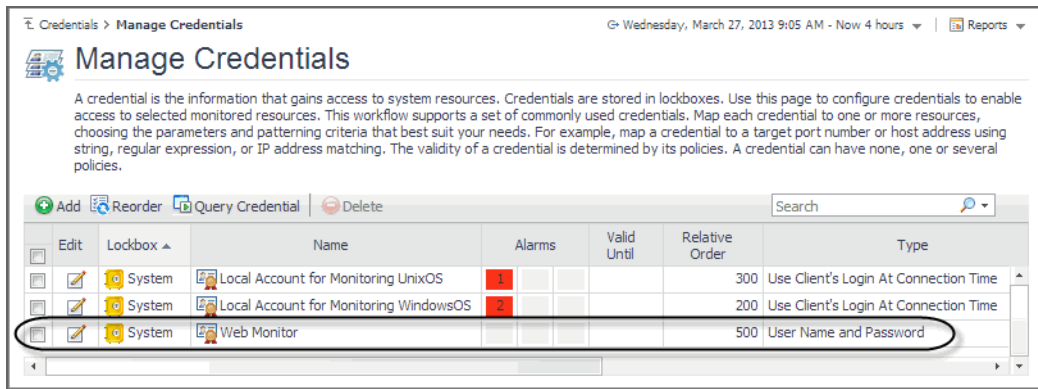 Credentials > Manage Credentials
Wednesday, March 27, 2013 9:05 AM - Now 4 hours
Reports
Manage Credentials
A credential is the information that gains access to system resources. Credentials are stored in lockboxes. Use this page to configure credentials to enable
access to selected monitored resources. This workflow supports a set of commonly used credentials. Map each credential to one or more resources,
choosing the parameters and patterning criteria that best suit your needs. For example, map a credential to a target port number or host address using
string, regular expression, or IP address matching. The validity of a credential is determined by its policies. A credential can have none, one or several
policies.
Add Reorder Query Credential Delete Search
Edit Lockbox Name Alarms Valid Until Relative Order Type
System Local Account for Monitoring UnixOS 1 300 Use Client's Login At Connection Time
System Local Account for Monitoring WindowsOS 2 200 Use Client's Login At Connection Time
System Web Monitor 500 User Name and Password